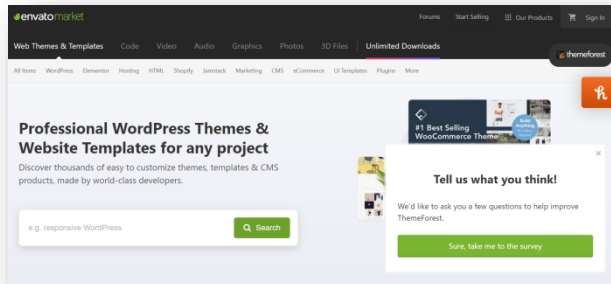 envatomarket
Forums Start Selling Our Products Sign In
Web Themes & Templates Code Video Audio Graphics Photos 3D Files Unlimited Downloads
themeforest
All Items WordPress Elementor Hosting HTML Shopify Jamstack Marketing CMS eCommerce UI Templates Plugins More
h
Professional WordPress Themes &
Website Templates for any project
Discover thousands of easy to customize themes, templates & CMS
products, made by world-class developers.
e.g. responsive WordPress
Search
#1 Best Selling
WooCommerce Theme
Build
Anything
Tell us what you think!
We'd like to ask you a few questions to help improve
ThemeForest.
Sure, take me to the survey